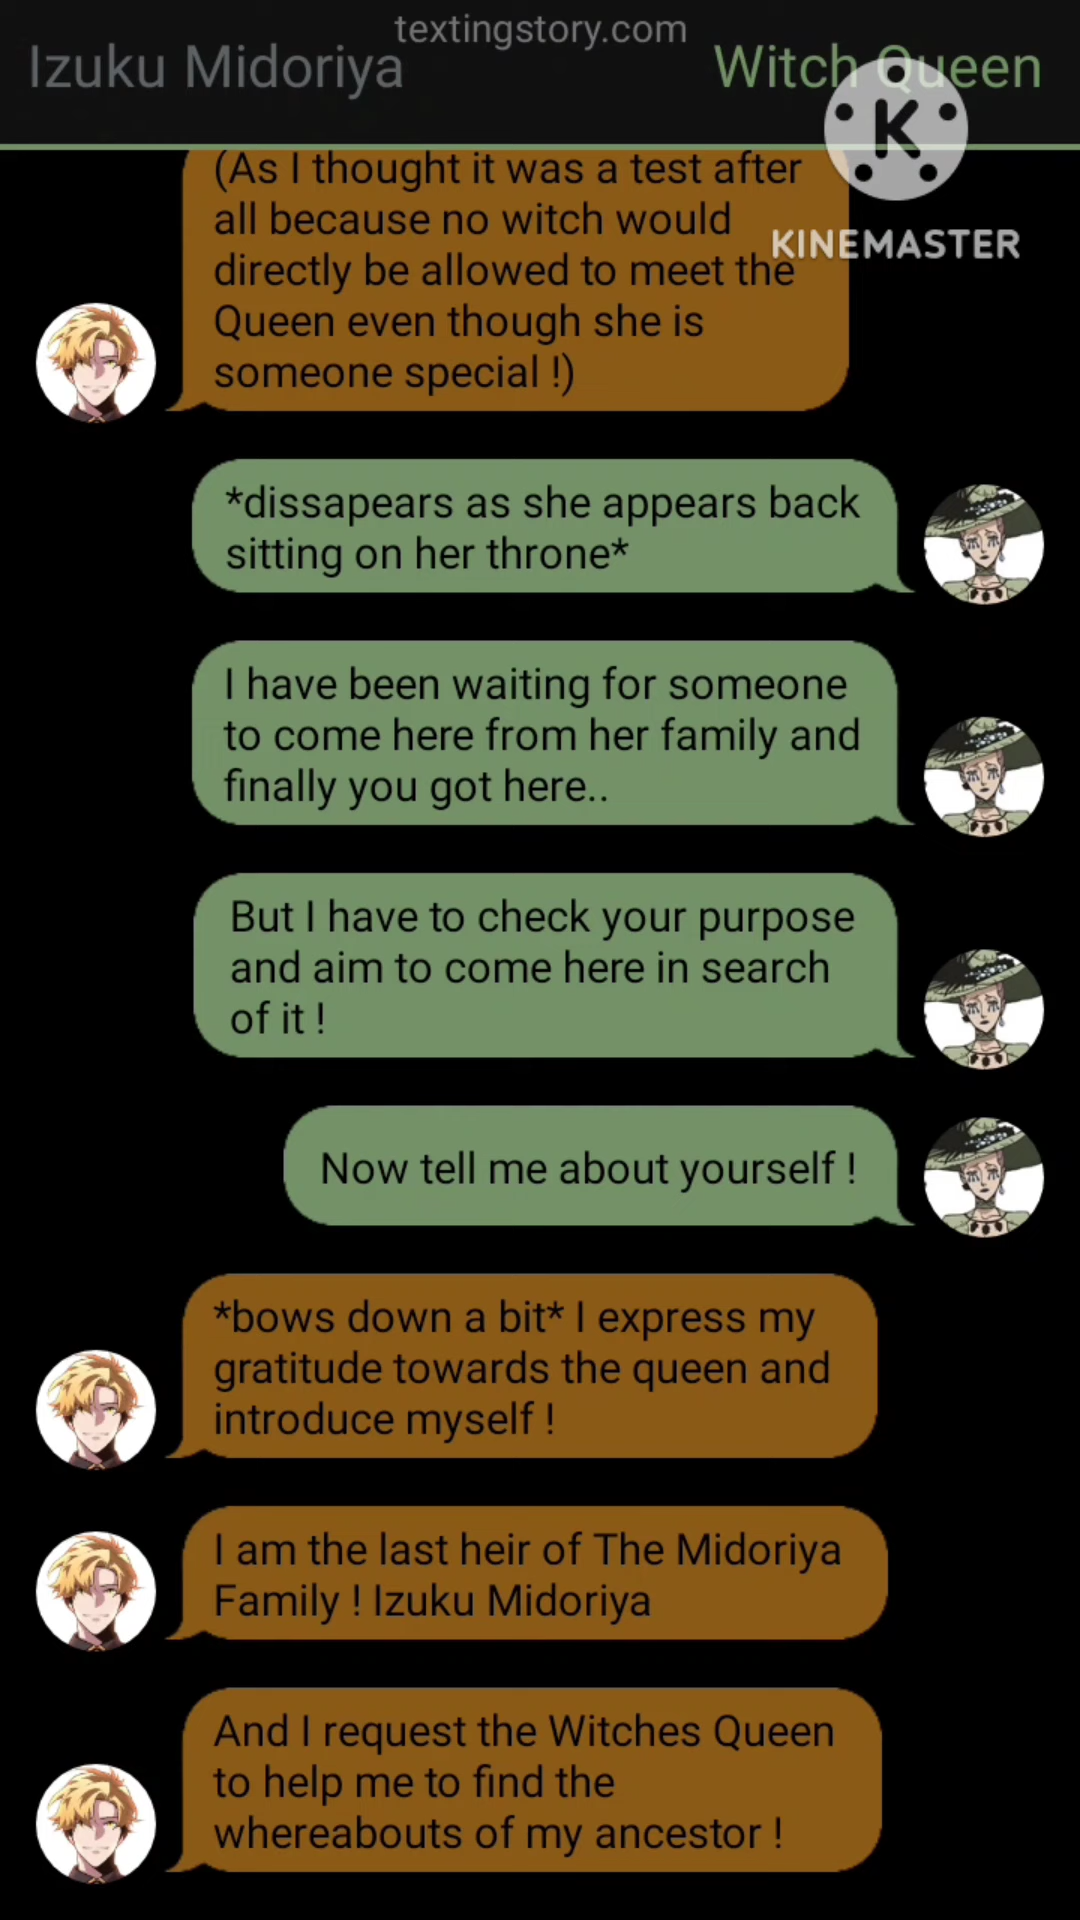 textingstory.com
Izuku Midoriya
Witch Queen
KINEMASTER
(As I thought it was a test after
all because no witch would
directly be allowed to meet the
Queen even though she is
someone special !)
*dissapears as she appears back
sitting on her throne*
I have been waiting for someone
to come here from her family and
finally you got here..
But I have to check your purpose
and aim to come here in search
of it !
Now tell me about yourself !
*bows down a bit* I express my
gratitude towards the queen and
introduce myself !
I am the last heir of The Midoriya
Family ! Izuku Midoriya
And I request the Witches Queen
to help me to find the
whereabouts of my ancestor !